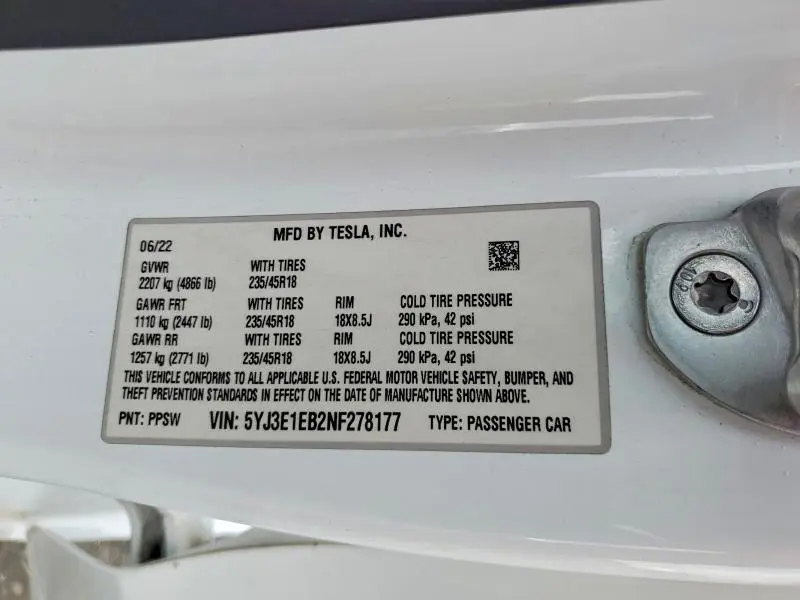 MFD BY TESLA, INC.
06/22
GVWR WITH TIRES
2207 kg (4866 lb) 235/45R18
GAWR FRT WITH TIRES RIM COLD TIRE PRESSURE
1110 kg (2447 lb) 235/45R18 18X8.5J 290 kPa, 42 psi
GAWR RR WITH TIRES RIM COLD TIRE PRESSURE
1257 kg (2771 lb) 235/45R18 18X8.5J 290 kPa, 42 psi
THIS VEHICLE CONFORMS TO ALL APPLICABLE U.S. FEDERAL MOTOR VEHICLE SAFETY, BUMPER, AND
THEFT PREVENTION STANDARDS IN EFFECT ON THE DATE OF MANUFACTURE SHOWN ABOVE.
PNT: PPSW VIN: 5YJ3E1EB2NF278177 TYPE: PASSENGER CAR